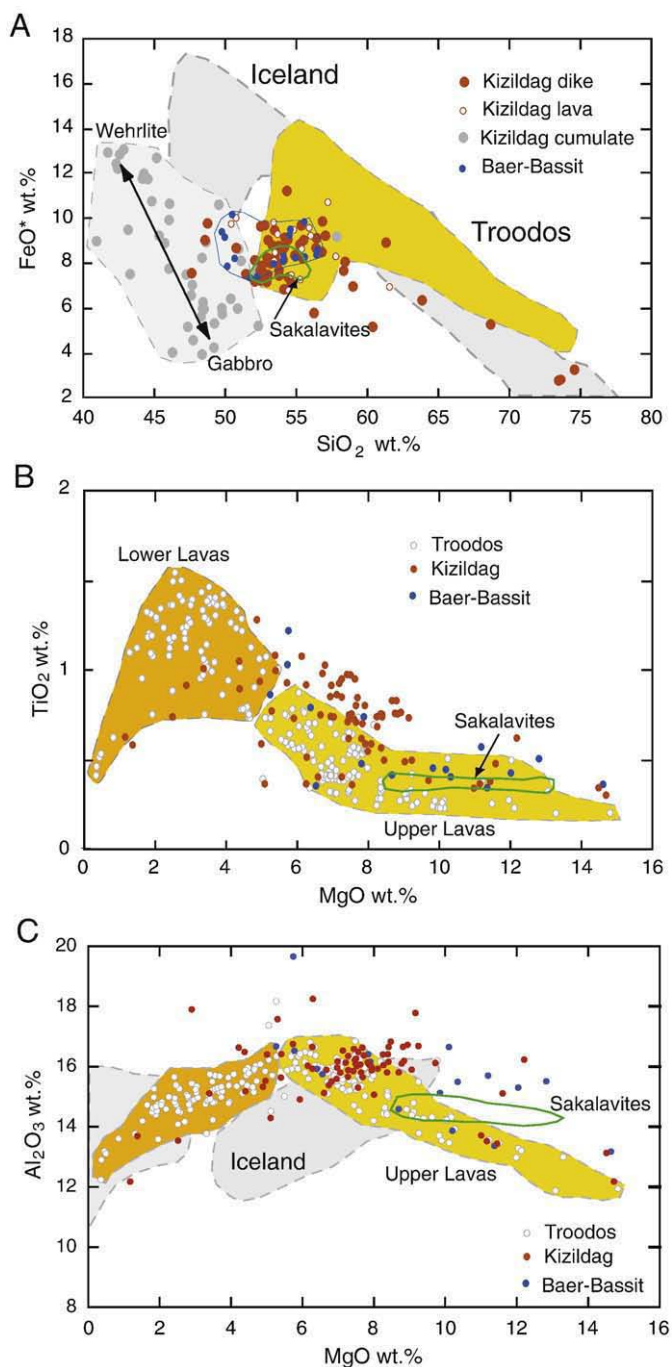 A
18
16
14
12
10
8
6
4
2
FeO* wt.%
Iceland
Wehrlite
Kizildag dike
Kizildag lava
Kizildag cumulate
Baer-Bassit
Troodos
Sakalavites
Gabbro
40 45 50 55 60 65 70 75 80
SiO2 wt.%
B
2
1
0
TiO2 wt.%
Lower Lavas
Troodos
Kizildag
Baer-Bassit
Sakalavites
Upper Lavas
0 2 4 6 8 10 12 14 16
MgO wt.%
C
20
18
16
14
12
10
8
Al2O3 wt.%
Sakalavites
Iceland
Upper Lavas
Troodos
Kizildag
Baer-Bassit
0 2 4 6 8 10 12 14 16
MgO wt.%